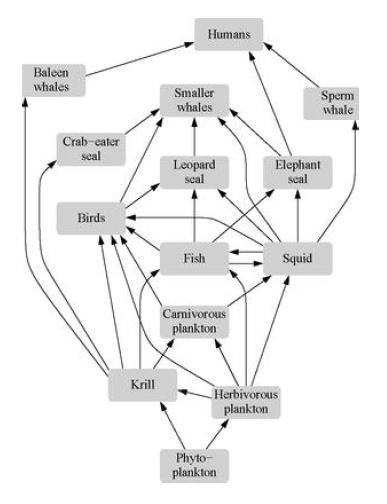 Humans
Baleen
whales
Smaller
whales
Sperm
whale
Crab-eater
seal
Leopard
seal
Elephant
seal
Birds
Fish
Squid
Carnivorous
plankton
Krill
Herbivorous
plankton
Phyto-
plankton